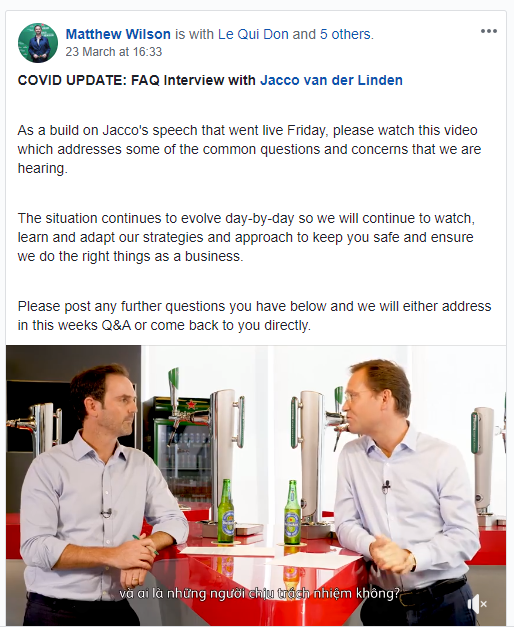 Matthew Wilson is with Le Qui Don and 5 others.
23 March at 16:33
COVID UPDATE: FAQ Interview with Jacco van der Linden
As a build on Jacco's speech that went live Friday, please watch this video
which addresses some of the common questions and concerns that we are
hearing.
The situation continues to evolve day-by-day so we will continue to watch,
learn and adapt our strategies and approach to keep you safe and ensure
we do the right things as a business.
Please post any further questions you have below and we will either address
in this weeks Q&A or come back to you directly.
và ai là những người chịu trách nhiệm không?